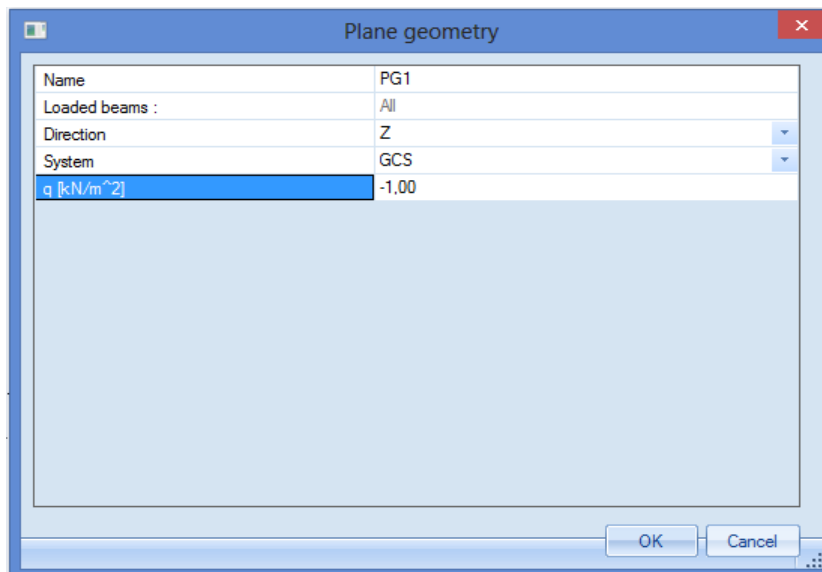 Plane geometry
Name PG1
Loaded beams : All
Direction Z
System GCS
q [kN/m^2] -1,00
OK Cancel